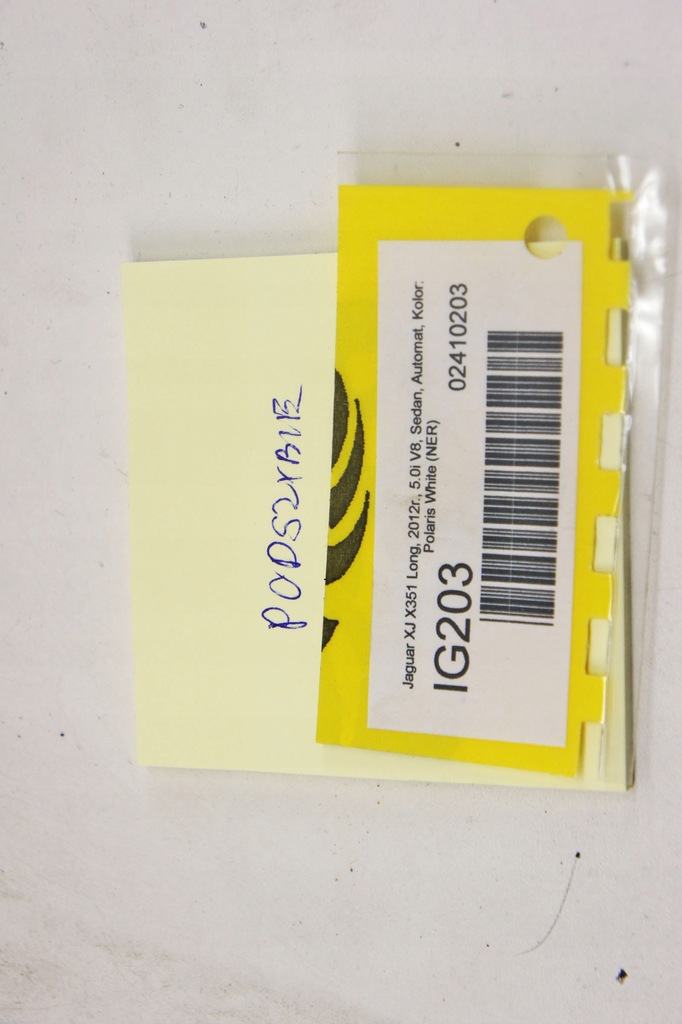 PODSZYBIE
Jaguar XJ X351 Long, 2012r., 5.0i V8, Sedan, Automat, Kolor:
Polaris White (NER)
IG203
02410203